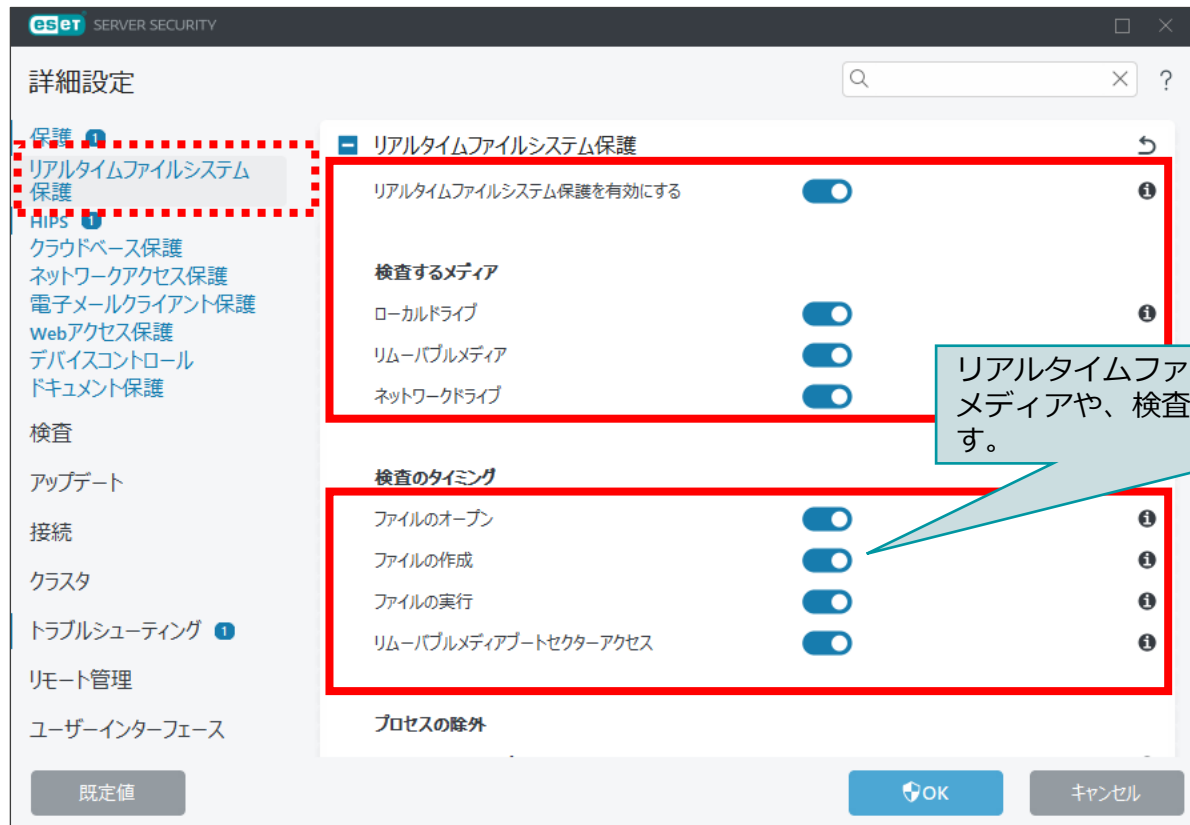 eset SERVER SECURITY
詳細設定
?
保護 1
リアルタイムファイルシステム
保護
HIPS 1
クラウドベース保護
ネットワークアクセス保護
電子メールクライアント保護
Webアクセス保護
デバイスコントロール
ドキュメント保護
検査
アップデート
接続
クラスタ
トラブルシューティング 1
リモート管理
ユーザーインターフェース
リアルタイムファイルシステム保護
リアルタイムファイルシステム保護を有効にする
検査するメディア
ローカルドライブ
リムーバブルメディア
ネットワークドライブ
リアルタイムファ
メディアや、検査
す。
検査のタイミング
ファイルのオープン
ファイルの作成
ファイルの実行
リムーバブルメディアブートセクターアクセス
プロセスの除外
既定値
OK
キャンセル